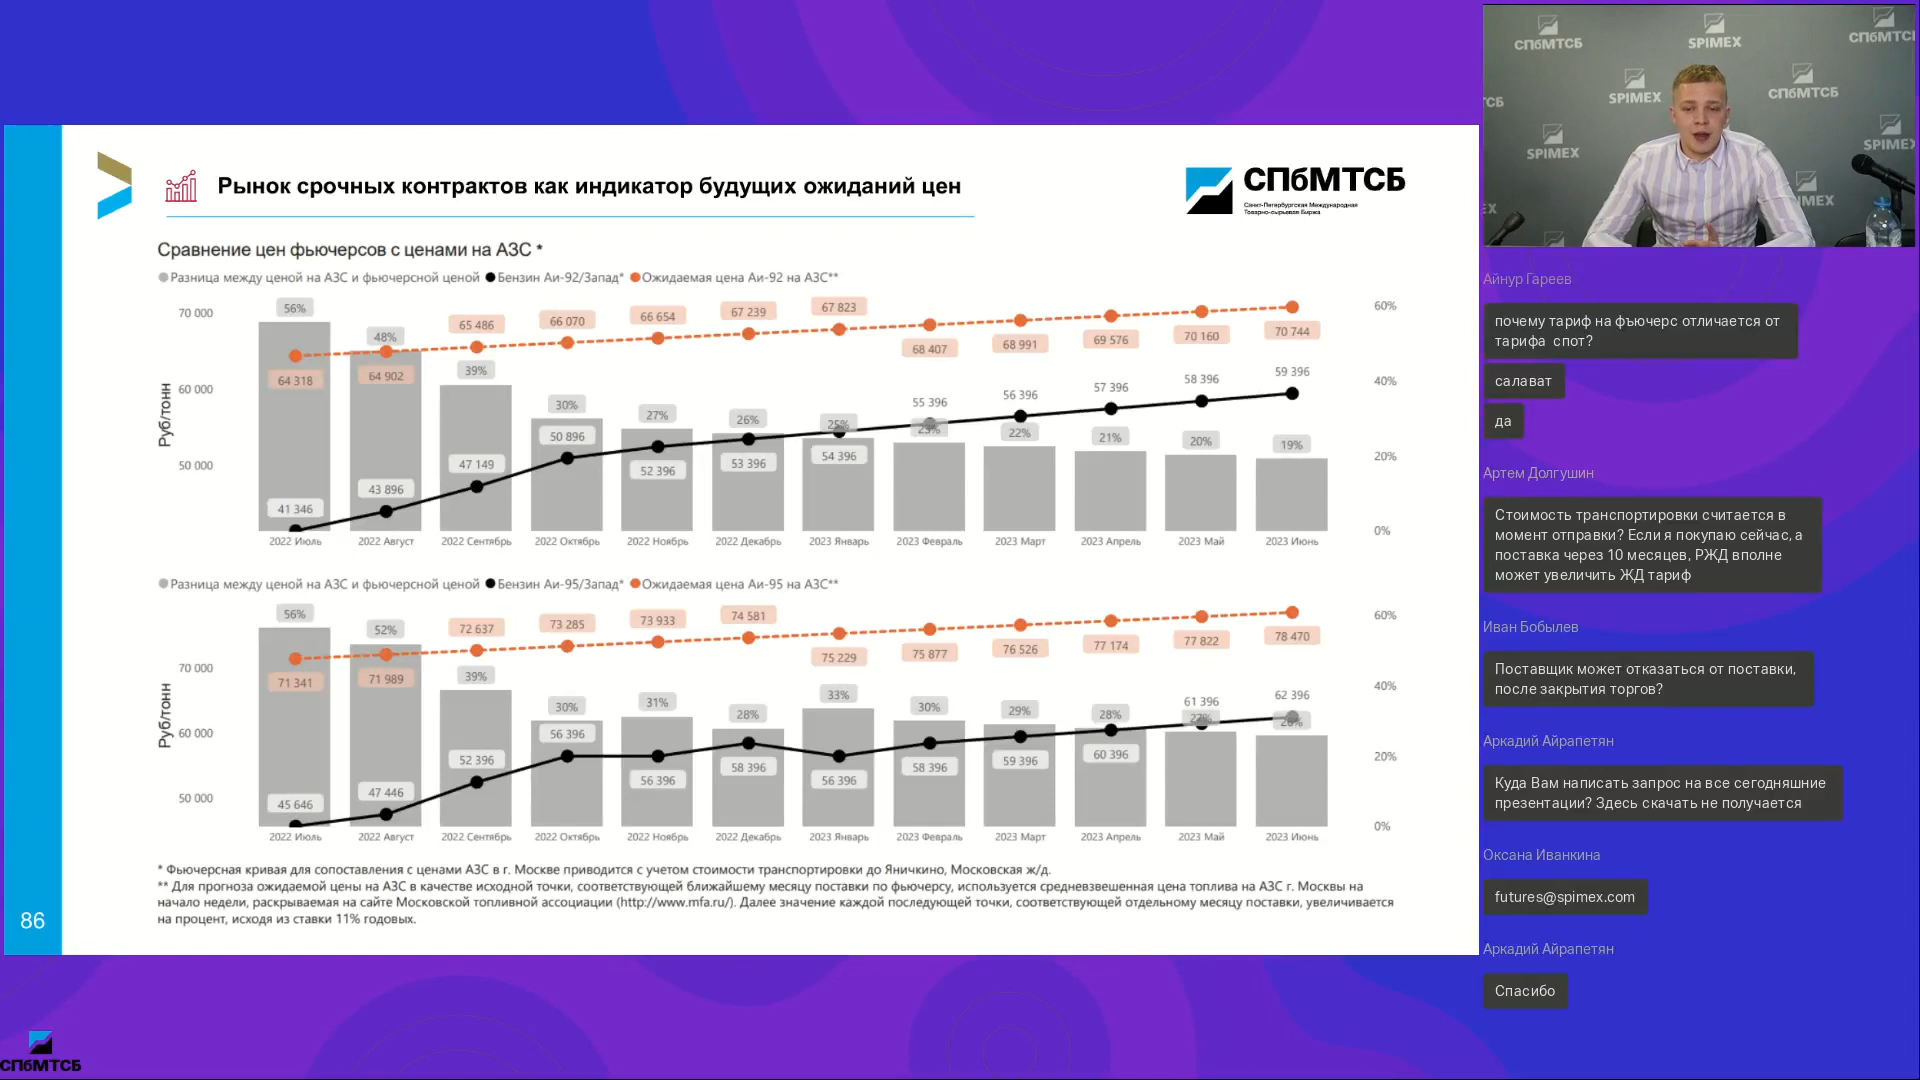 Рынок срочных контрактов как индикатор будущих ожиданий цен
СПбМТСБ
Санкт-Петербургская Международная
Товарно-сырьевая Биржа
Сравнение цен фьючерсов с ценами на АЗС *
Разница между ценой на АЗС и фьючерсной ценой Бензин Аи-92/Запад* Ожидаемая цена Аи-92 на АЗС**
Руб/тонн
70 000
60 000
50 000
60%
40%
20%
0%
56% 48% 39% 30% 27% 26% 25% 23% 22% 21% 20% 19%
64 318 64 902 65 486 66 070 66 654 67 239 67 823 68 407 68 991 69 576 70 160 70 744
41 346 43 896 47 149 50 896 52 396 53 396 54 396 55 396 56 396 57 396 58 396 59 396
2022 Июль 2022 Август 2022 Сентябрь 2022 Октябрь 2022 Ноябрь 2022 Декабрь 2023 Январь 2023 Февраль 2023 Март 2023 Апрель 2023 Май 2023 Июнь
Разница между ценой на АЗС и фьючерсной ценой Бензин Аи-95/Запад* Ожидаемая цена Аи-95 на АЗС**
Руб/тонн
70 000
60 000
50 000
60%
40%
20%
0%
56% 52% 39% 30% 31% 28% 33% 30% 29% 28% 27% 26%
71 341 71 989 72 637 73 285 73 933 74 581 75 229 75 877 76 526 77 174 77 822 78 470
45 646 47 446 52 396 56 396 56 396 58 396 56 396 58 396 59 396 60 396 61 396 62 396
2022 Июль 2022 Август 2022 Сентябрь 2022 Октябрь 2022 Ноябрь 2022 Декабрь 2023 Январь 2023 Февраль 2023 Март 2023 Апрель 2023 Май 2023 Июнь
* Фьючерсная кривая для сопоставления с ценами АЗС в г. Москве приводится с учетом стоимости транспортировки до Яничкино, Московская ж/д.
** Для прогноза ожидаемой цены на АЗС в качестве исходной точки, соответствующей ближайшему месяцу поставки по фьючерсу, используется средневзвешенная цена топлива на АЗС г. Москвы на
начало недели, раскрываемая на сайте Московской топливной ассоциации (http://www.mfa.ru/). Далее значение каждой последующей точки, соответствующей отдельному месяцу поставки, увеличивается
на процент, исходя из ставки 11% годовых.
86
СПбМТСБ
СПбМТСБ SPIMEX СПбМТС
ТСБ SPIMEX СПбМТСБ
SPIMEX SPIME
EX IMEX
Айнур Гареев
почему тариф на фъючерс отличается от
тарифа спот?
салават
да
Артем Долгушин
Стоимость транспортировки считается в
момент отправки? Если я покупаю сейчас, а
поставка через 10 месяцев, РЖД вполне
может увеличить ЖД тариф
Иван Бобылев
Поставщик может отказаться от поставки,
после закрытия торгов?
Аркадий Айрапетян
Куда Вам написать запрос на все сегодняшние
презентации? Здесь скачать не получается
Оксана Иванкина
futures@spimex.com
Аркадий Айрапетян
Спасибо